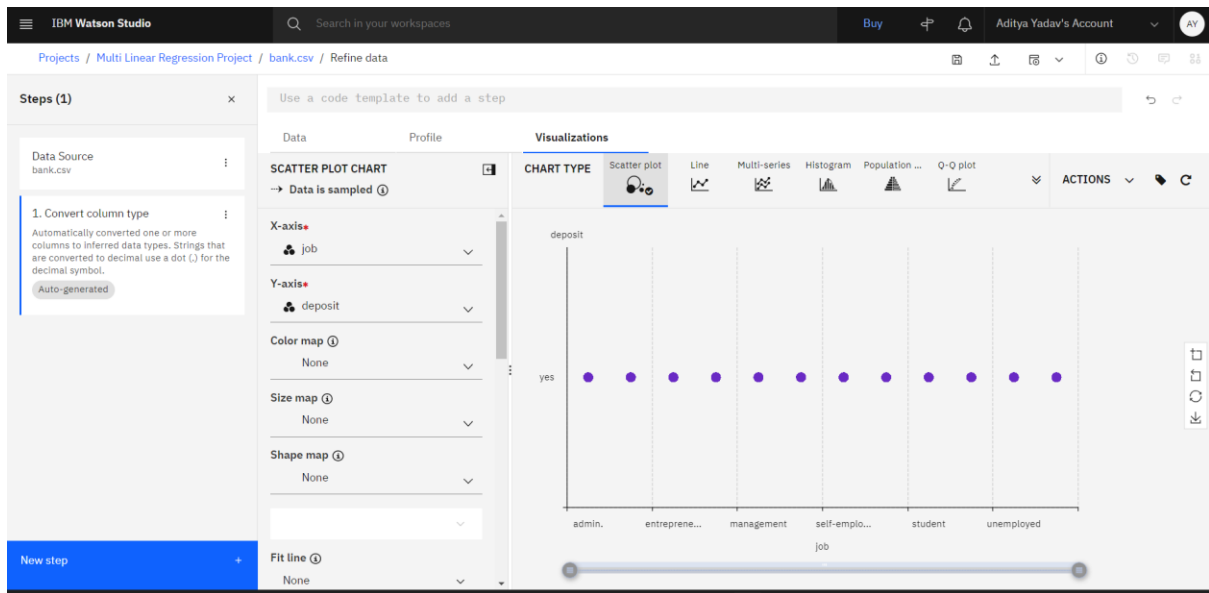 IBM Watson Studio
Search in your workspaces
Buy
Aditya Yadav's Account
AY
Projects / Multi Linear Regression Project / bank.csv / Refine data
Steps (1)
Data Source
bank.csv
1. Convert column type
Automatically converted one or more
columns to inferred data types. Strings that
are converted to decimal use a dot (.) for the
decimal symbol.
Auto-generated
New step
Use a code template to add a step
Data
Profile
Visualizations
SCATTER PLOT CHART
Data is sampled
X-axis*
job
Y-axis*
deposit
Color map
None
Size map
None
Shape map
None
Fit line
None
CHART TYPE
Scatter plot
Line
Multi-series
Histogram
Population ...
Q-Q plot
ACTIONS
deposit
yes
admin.
entreprene...
management
self-emplo...
student
unemployed
job